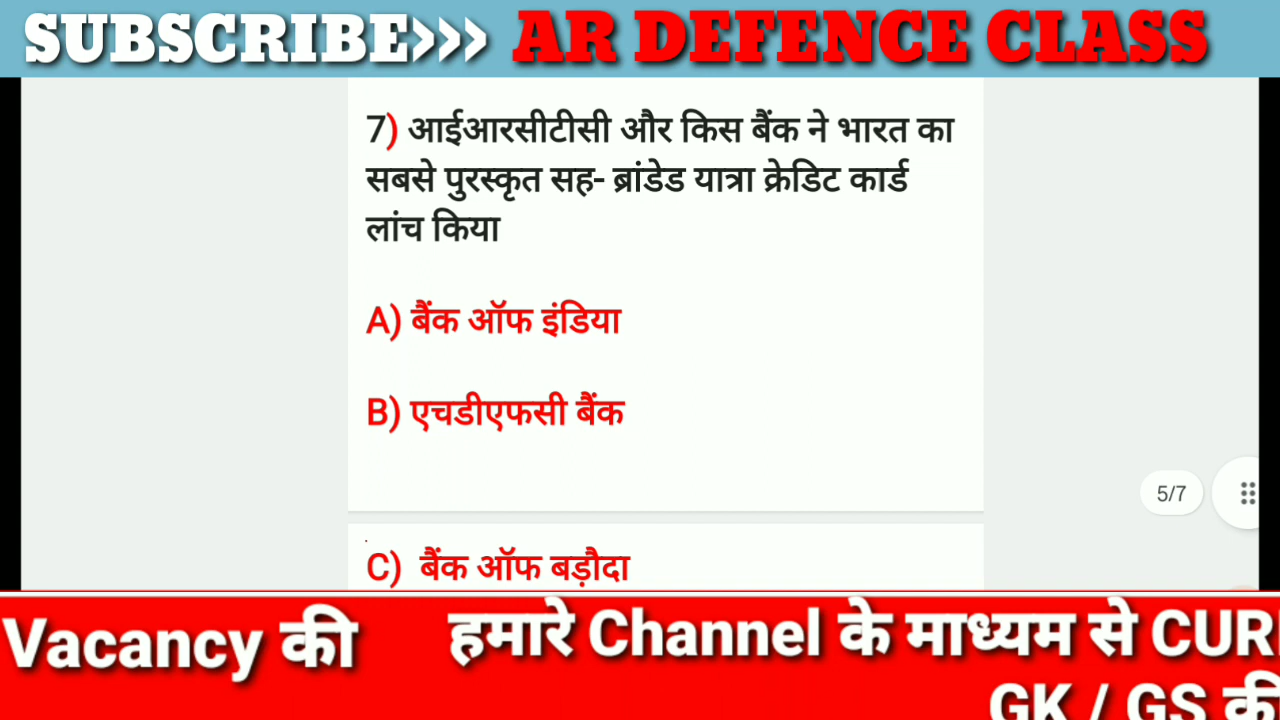 SUBSCRIBE>>> AR DEFENCE CLASS
7) आईआरसीटीसी और किस बैंक ने भारत का
सबसे पुरस्कृत सह- ब्रांडेड यात्रा क्रेडिट कार्ड
लांच किया
A) बैंक ऑफ इंडिया
B) एचडीएफसी बैंक
5/7
C) बैंक ऑफ बड़ौदा
Vacancy की हमारे Channel के माध्यम से CUR
GK / GS की